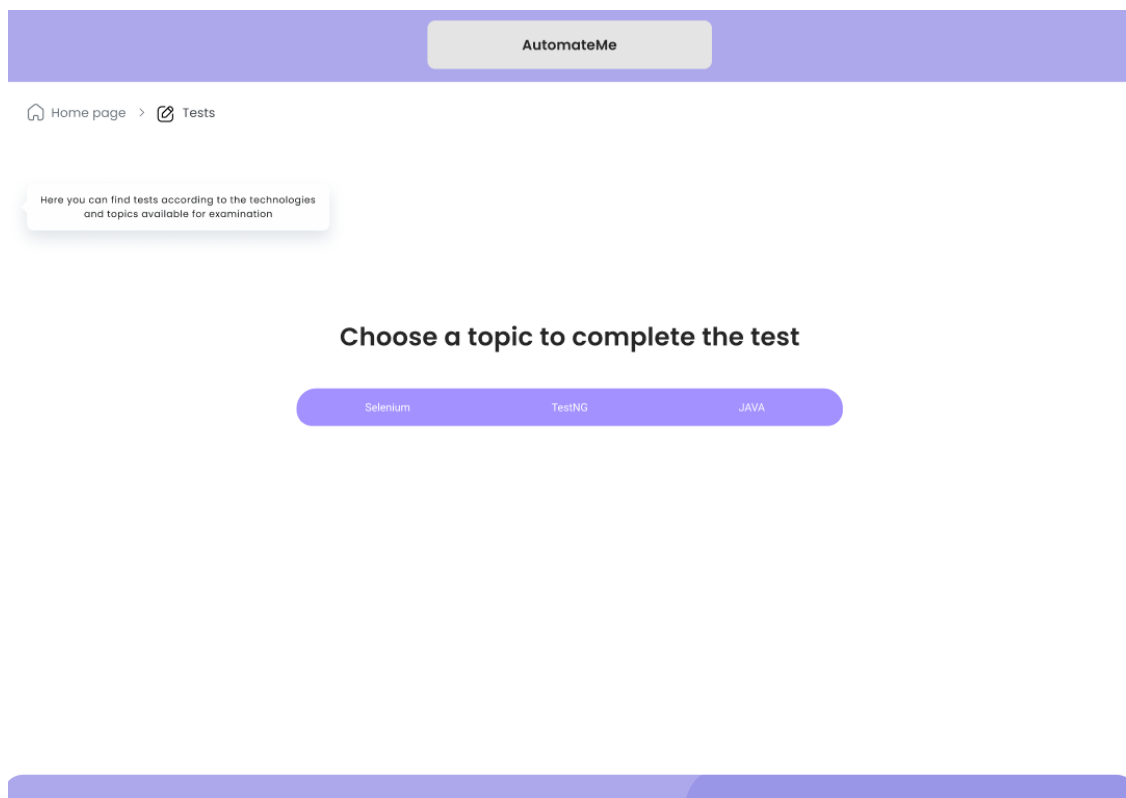 AutomateMe
Home page > Tests
Here you can find tests according to the technologies
and topics available for examination
Choose a topic to complete the test
Selenium TestNG JAVA